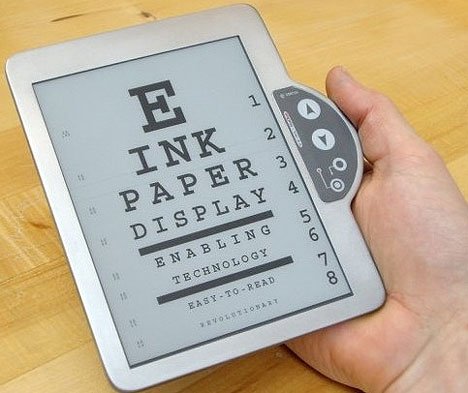 E 1
INK 2
PAPER 3
DISPLAY 4
ENABLING 5
TECHNOLOGY 6
EASY-TO-READ 7
REVOLUTIONARY 8